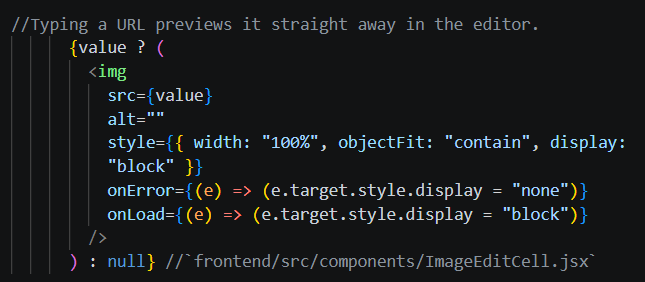 //Typing a URL previews it straight away in the editor.
{value ? (
<img
src={value}
alt=""
style={{ width: "100%", objectFit: "contain", display:
"block" }}
onError={(e) => (e.target.style.display = "none")}
onLoad={(e) => (e.target.style.display = "block")}
/>
) : null} //`frontend/src/components/ImageEditCell.jsx`